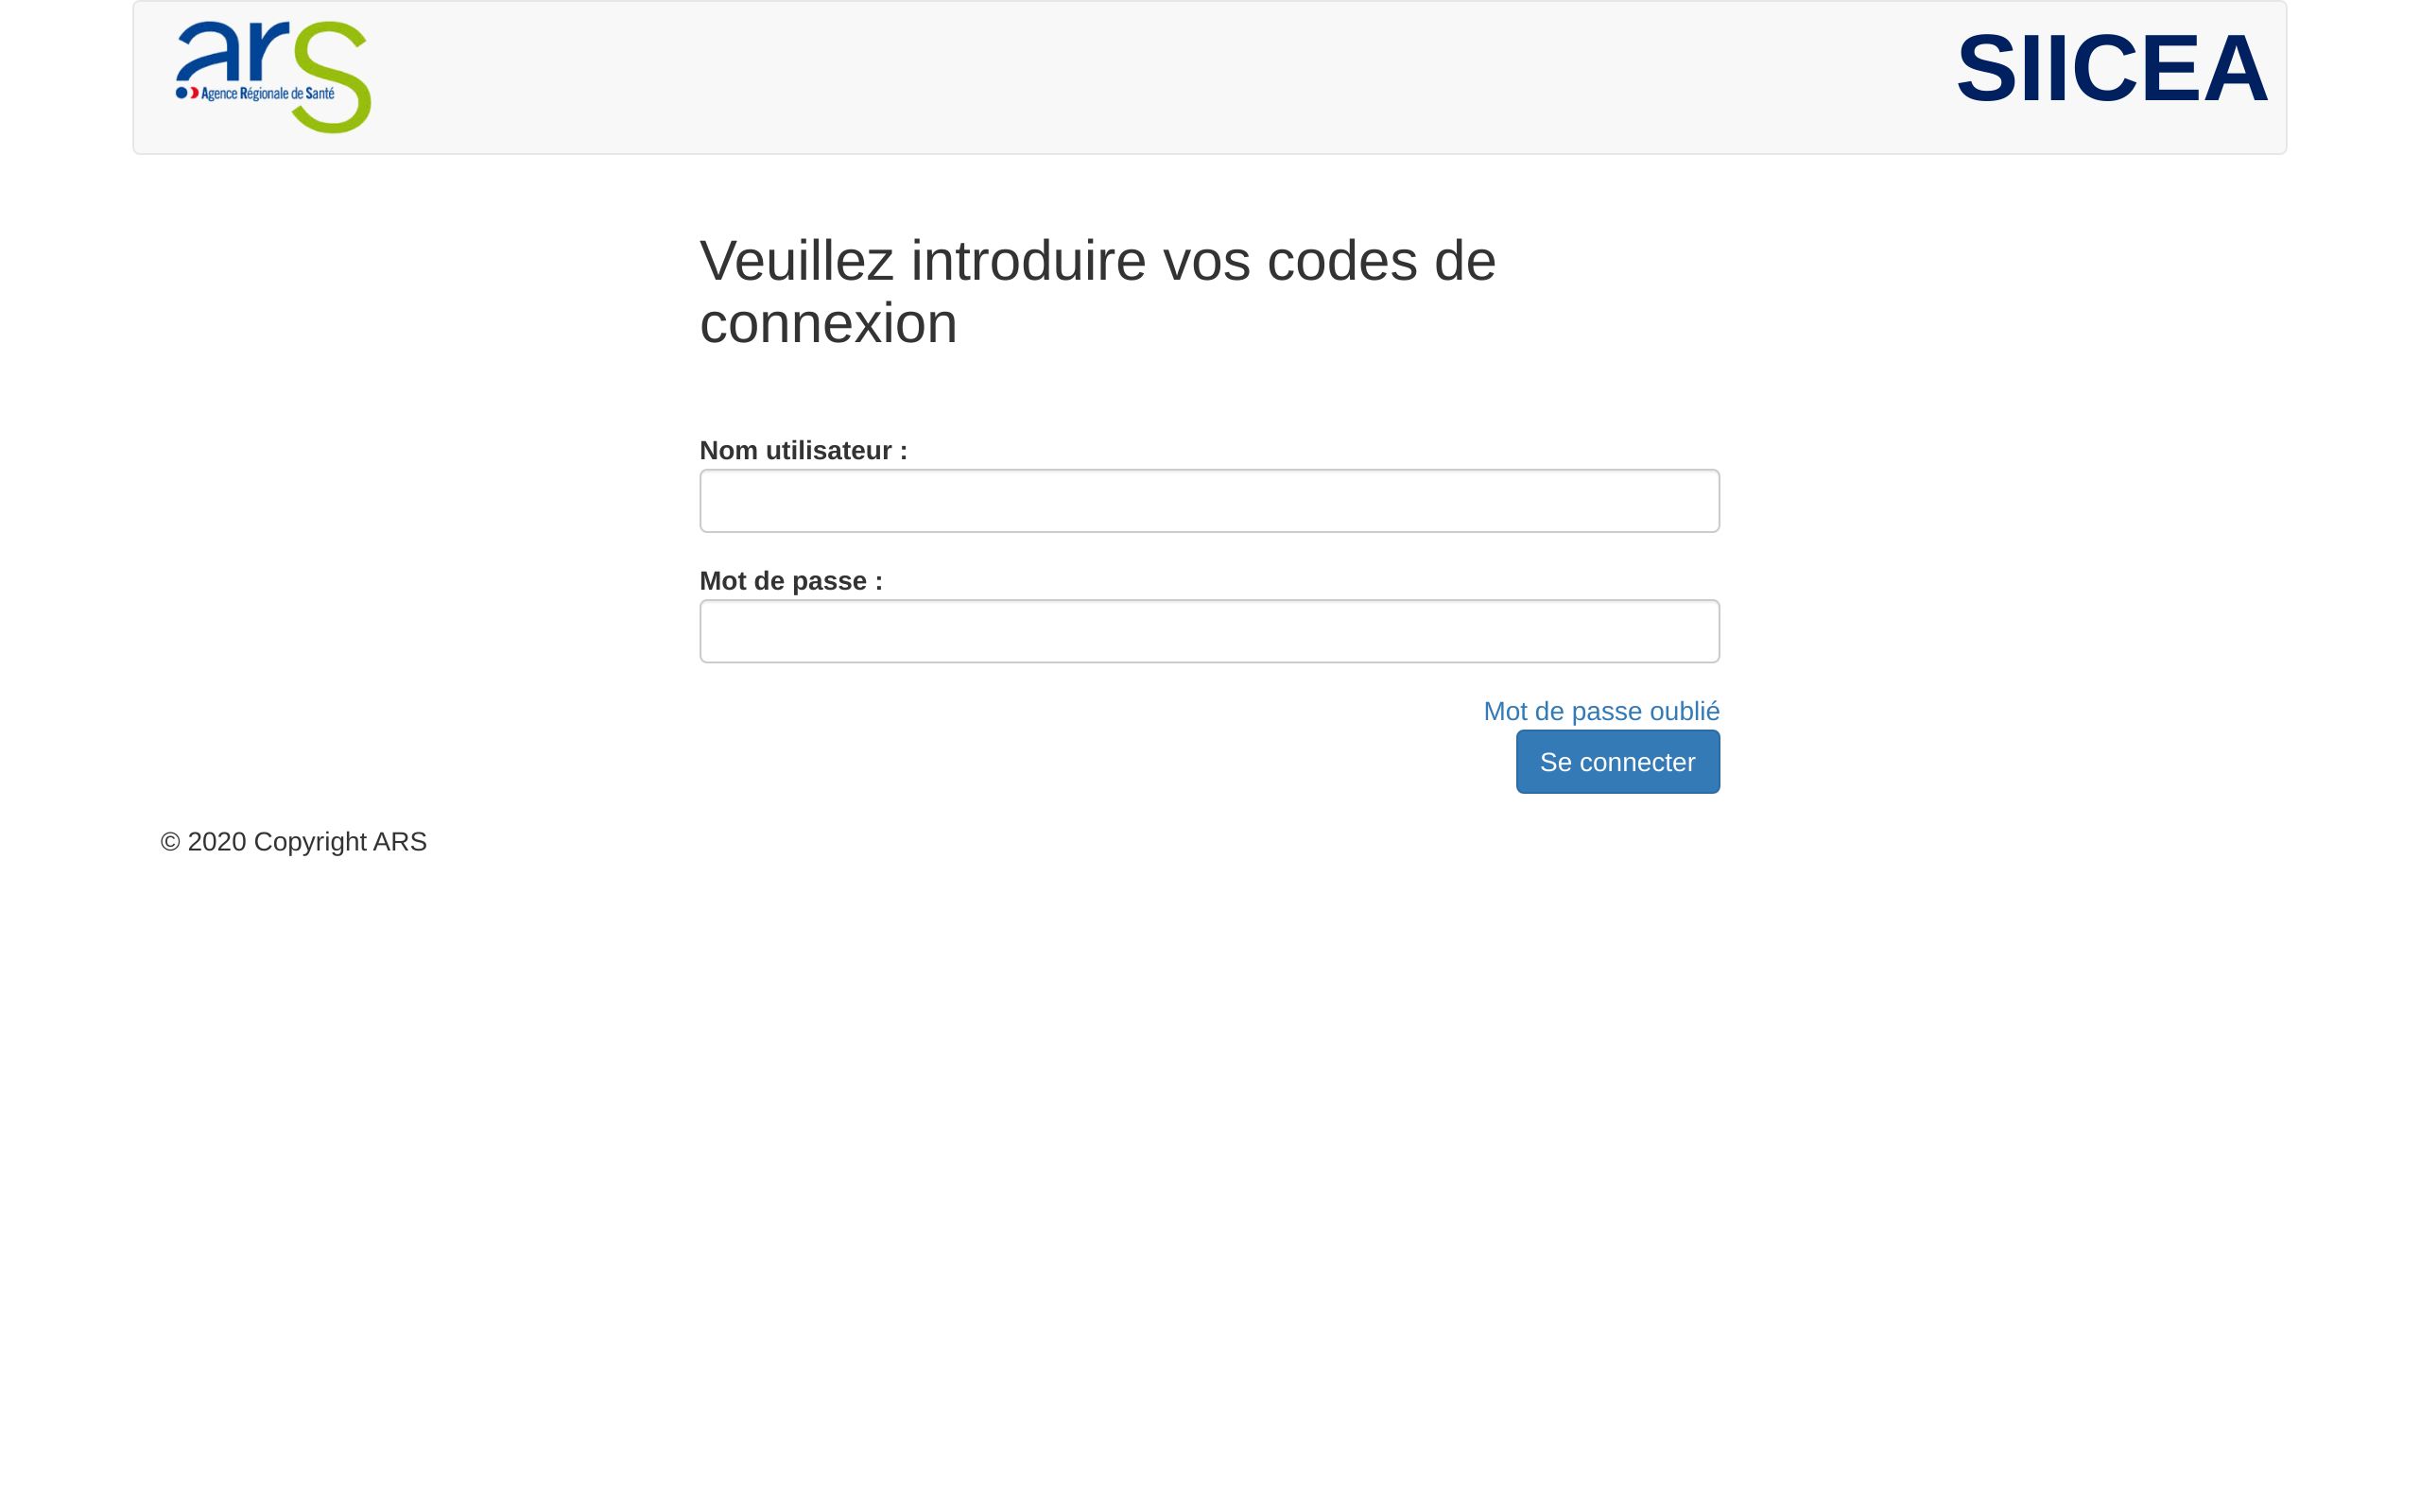 ars
Agence Régionale de Santé
SIICEA
Veuillez introduire vos codes de
connexion
Nom utilisateur :
Mot de passe :
Mot de passe oublié
Se connecter
© 2020 Copyright ARS